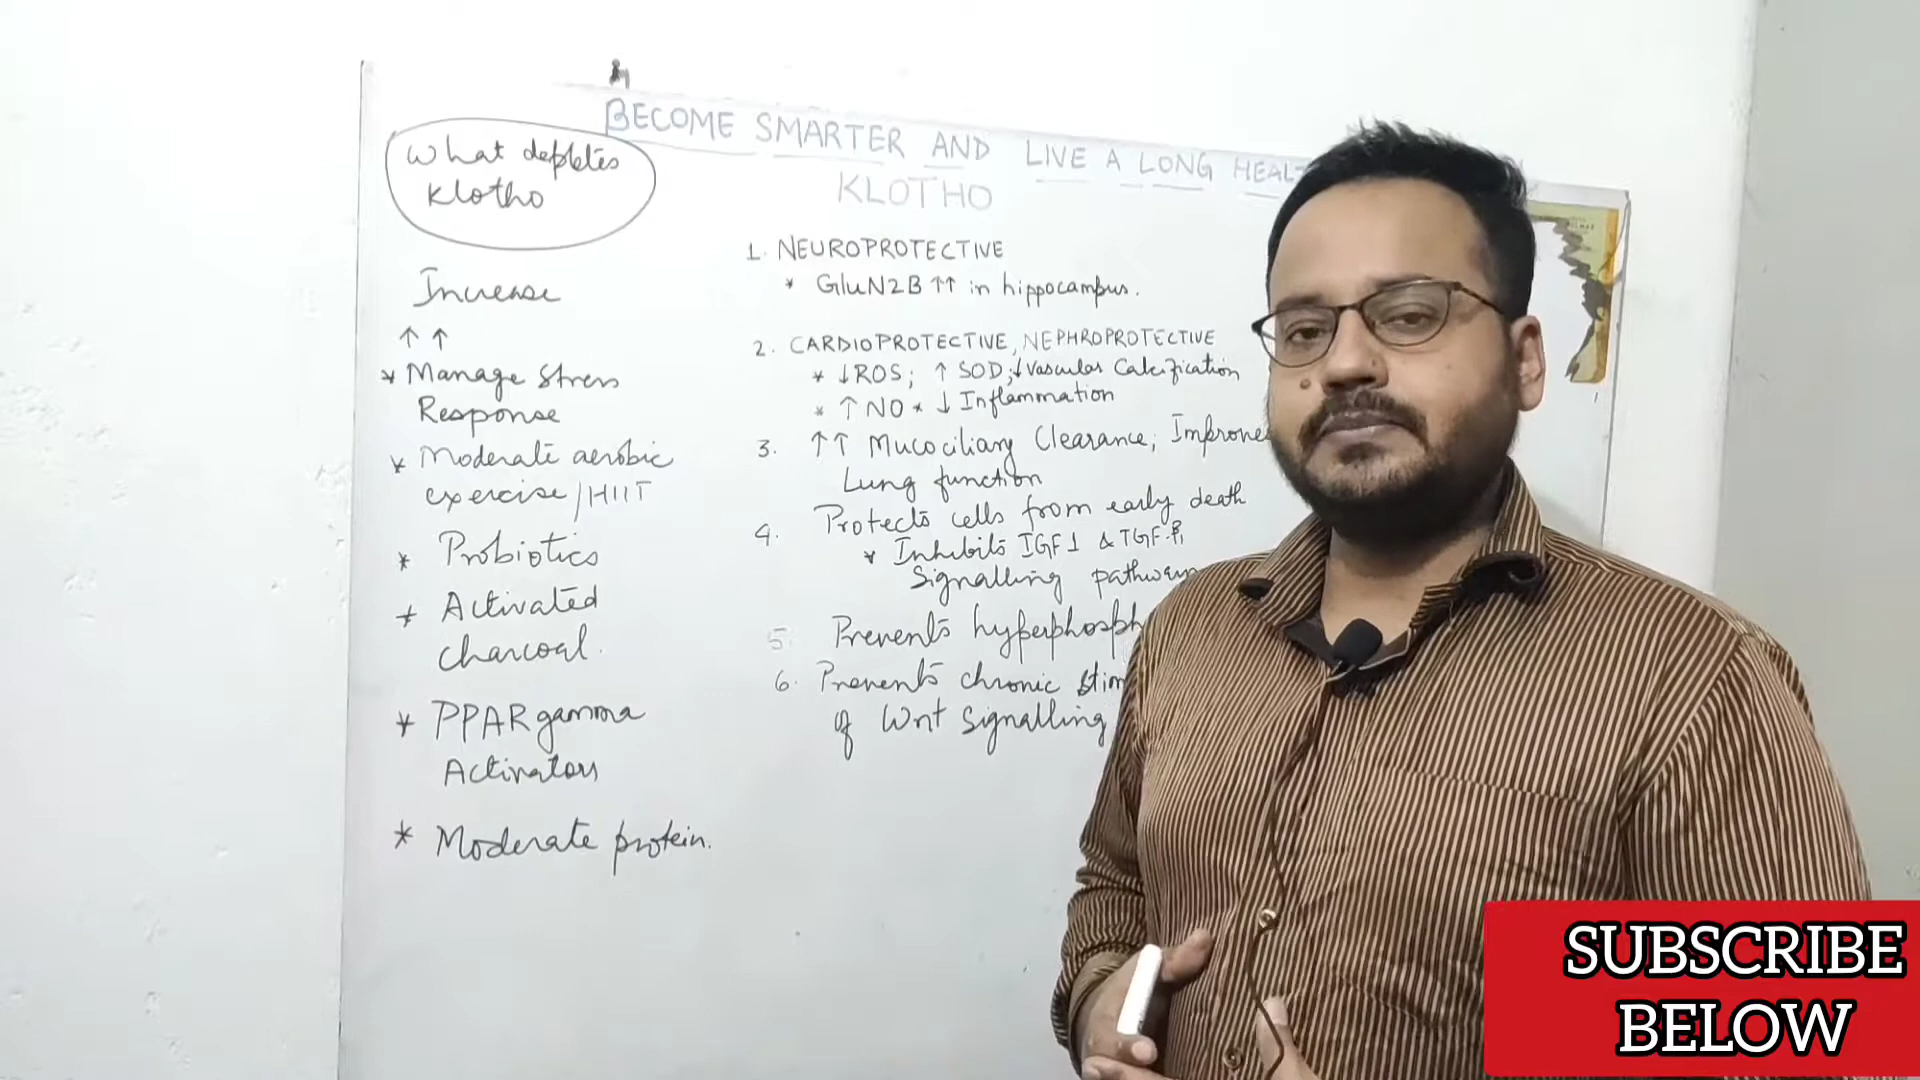 BECOME SMARTER AND LIVE A LONG
KLOTHO
What depletes
Klotho
Increase
↑ ↑
* Manage Stress
Response
* Moderate aerobic
exercise/HIIT
* Probiotics
* Activated
charcoal.
* PPAR gamma
Activators
* Moderate protein.
1. NEUROPROTECTIVE
* GluN2B ↑↑ in hippocampus.
2. CARDIOPROTECTIVE, NEPHROPROTECTIVE
* ↓ROS; ↑ SOD; ↓Vascular Calcification
* ↑ NO * ↓ Inflammation
3. ↑↑ Mucociliary Clearance, Improves
Lung function
4. Protects cells from early death
* Inhibits IGF1 & TGF-β1
Signalling
5. Prevents
6. Prevents chronic
of Wnt Signalling
SUBSCRIBE
BELOW